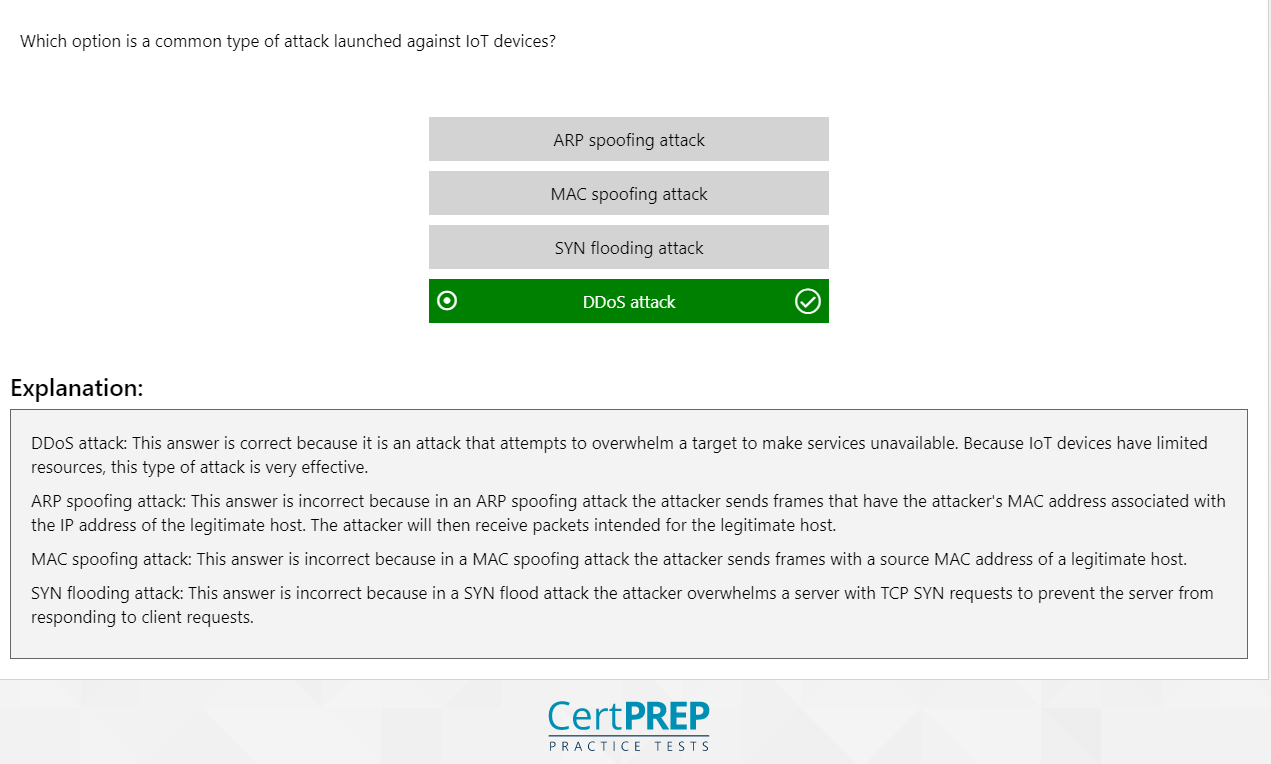 Which option is a common type of attack launched against IoT devices?
ARP spoofing attack
MAC spoofing attack
SYN flooding attack
DDoS attack
Explanation:
DDoS attack: This answer is correct because it is an attack that attempts to overwhelm a target to make services unavailable. Because IoT devices have limited
resources, this type of attack is very effective.
ARP spoofing attack: This answer is incorrect because in an ARP spoofing attack the attacker sends frames that have the attacker's MAC address associated with
the IP address of the legitimate host. The attacker will then receive packets intended for the legitimate host.
MAC spoofing attack: This answer is incorrect because in a MAC spoofing attack the attacker sends frames with a source MAC address of a legitimate host.
SYN flooding attack: This answer is incorrect because in a SYN flood attack the attacker overwhelms a server with TCP SYN requests to prevent the server from
responding to client requests.
CertPREP
PRACTICE TESTS